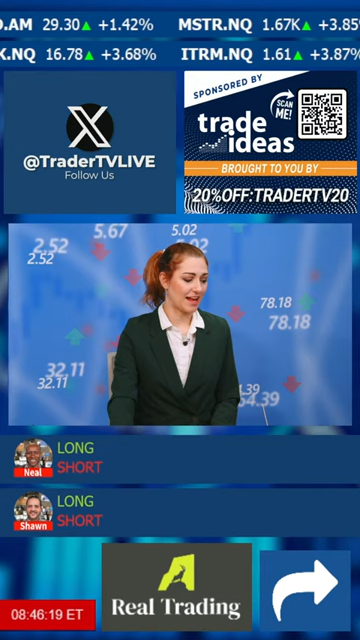 .AM 29.30 +1.42% MSTR.NQ 1.67K +3.85
K.NQ 16.78 +3.68% ITRM.NQ 1.61 +3.87%
X
@TraderTVLIVE
Follow Us
SPONSORED BY
SCAN
ME!
trade
ideas
BROUGHT TO YOU BY
20%OFF:TRADERTV20
5.67
5.02
2.52
2.52
78.18
78.18
32.11
32.11
54.39
LONG
SHORT
Neal
LONG
SHORT
Shawn
Real Trading
08:46:19 ET